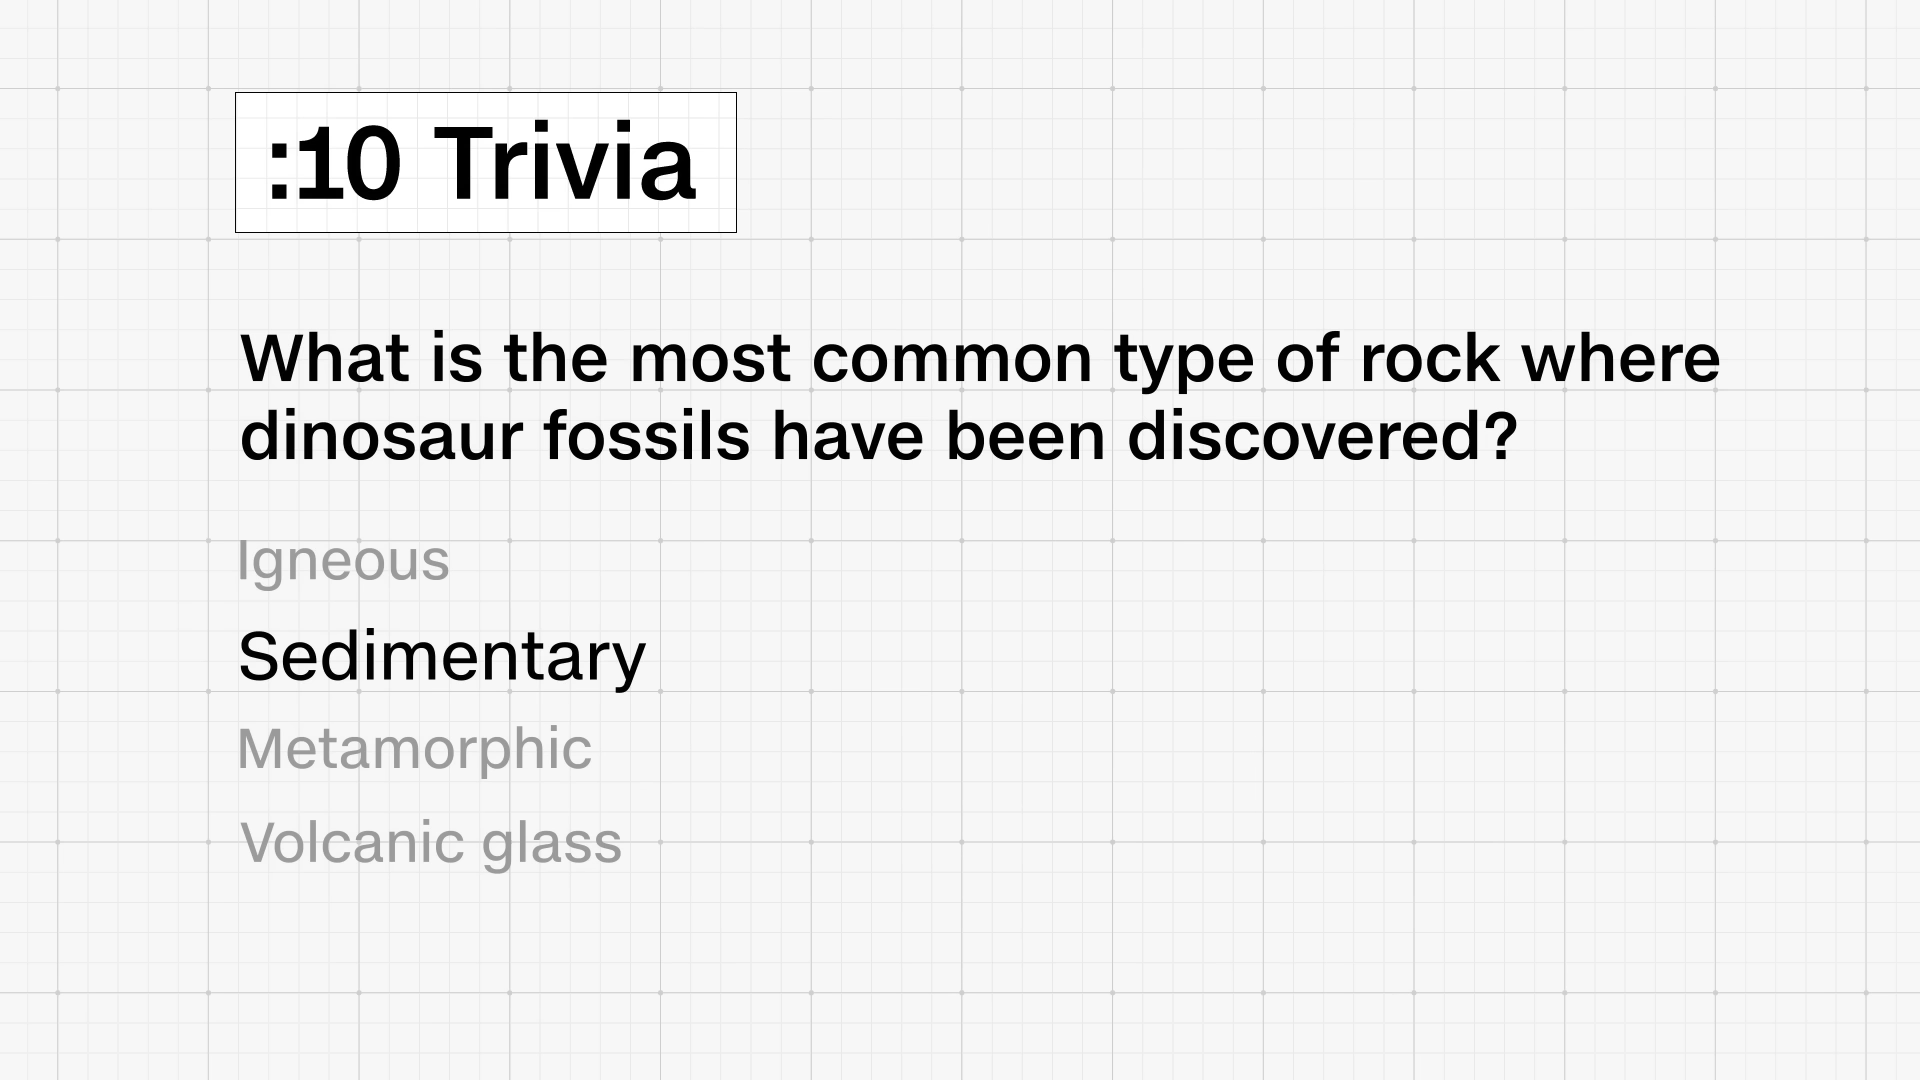 :10 Trivia
What is the most common type of rock where
dinosaur fossils have been discovered?
Igneous
Sedimentary
Metamorphic
Volcanic glass